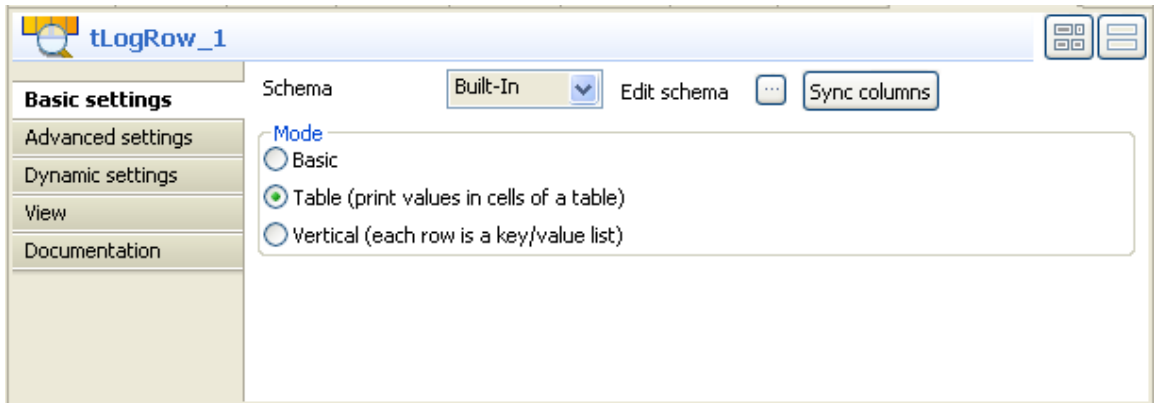 tLogRow_1
Basic settings
Advanced settings
Dynamic settings
View
Documentation
Schema Built-In Edit schema ... Sync columns
Mode
Basic
Table (print values in cells of a table)
Vertical (each row is a key/value list)